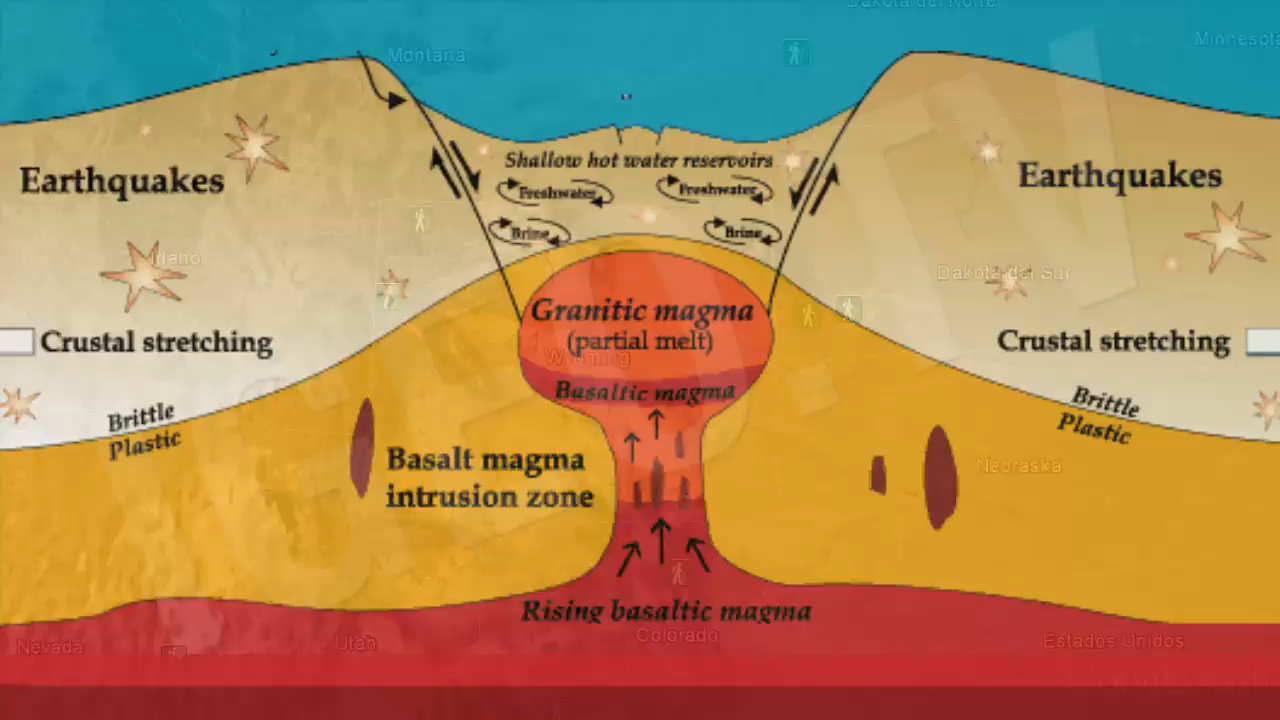 Dakota del Norte
Minnesota
Montana
Shallow hot water reservoirs
Earthquakes
Earthquakes
Freshwater
Freshwater
Brine
Brine
Idaho
Dakota del Sur
Granitic magma
(partial melt)
Crustal stretching
Crustal stretching
Wyoming
Basaltic magma
Brittle
Plastic
Brittle
Plastic
Basalt magma
intrusion zone
Nebraska
Rising basaltic magma
Nevada
Utah
Colorado
Estados Unidos